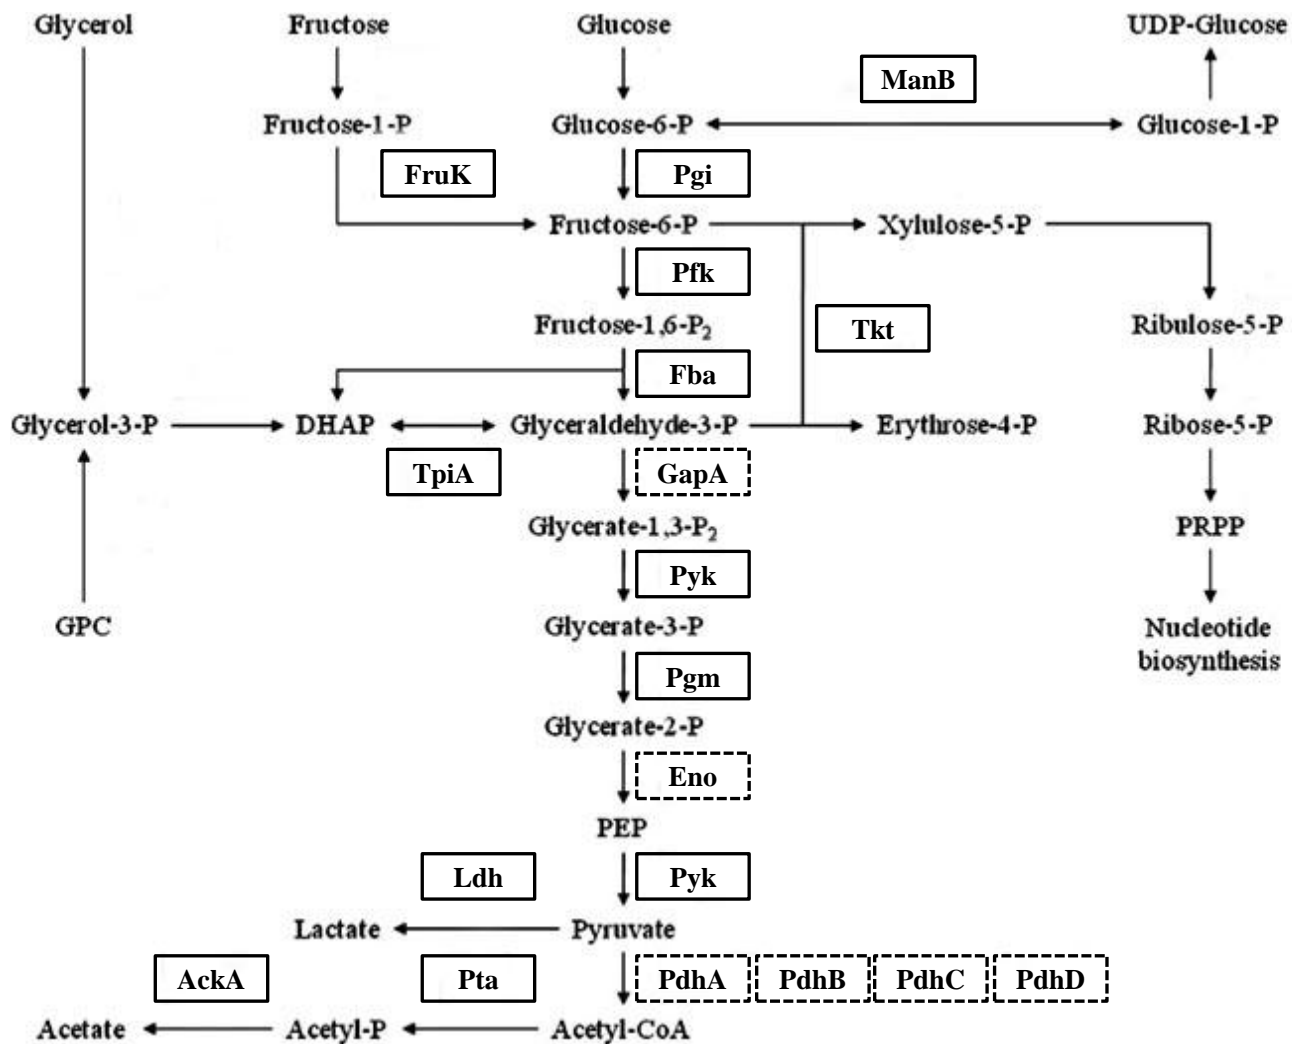 Glycerol
Fructose
Glucose
UDP-Glucose
ManB
Fructose-1-P
Glucose-6-P
Glucose-1-P
FruK
Pgi
Fructose-6-P
Xylulose-5-P
Pfk
Fructose-1,6-P₂
Tkt
Ribulose-5-P
Fba
Glycerol-3-P
DHAP
Glyceraldehyde-3-P
Erythrose-4-P
Ribose-5-P
TpiA
GapA
Glycerate-1,3-P₂
PRPP
Pyk
GPC
Glycerate-3-P
Nucleotide
biosynthesis
Pgm
Glycerate-2-P
Eno
PEP
Ldh
Pyk
Lactate
Pyruvate
AckA
Pta
PdhA
PdhB
PdhC
PdhD
Acetate
Acetyl-P
Acetyl-CoA